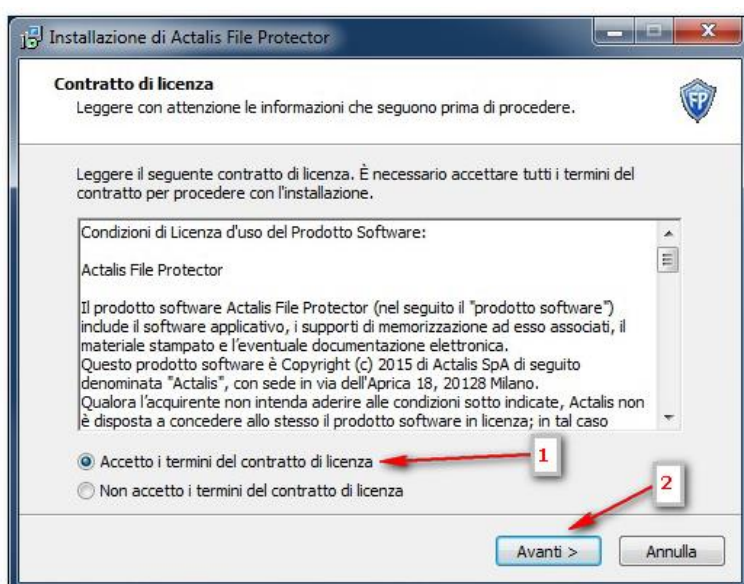 Installazione di Actalis File Protector
Contratto di licenza
Leggere con attenzione le informazioni che seguono prima di procedere.
FP
Leggere il seguente contratto di licenza. È necessario accettare tutti i termini del
contratto per procedere con l'installazione.
Condizioni di Licenza d'uso del Prodotto Software:
Actalis File Protector
Il prodotto software Actalis File Protector (nel seguito il "prodotto software")
include il software applicativo, i supporti di memorizzazione ad esso associati, il
materiale stampato e l’eventuale documentazione elettronica.
Questo prodotto software è Copyright (c) 2015 di Actalis SpA di seguito
denominata "Actalis", con sede in via dell'Aprica 18, 20128 Milano.
Qualora l’acquirente non intenda aderire alle condizioni sotto indicate, Actalis non
è disposta a concedere allo stesso il prodotto software in licenza; in tal caso
Accetto i termini del contratto di licenza
1
Non accetto i termini del contratto di licenza
2
Avanti >
Annulla